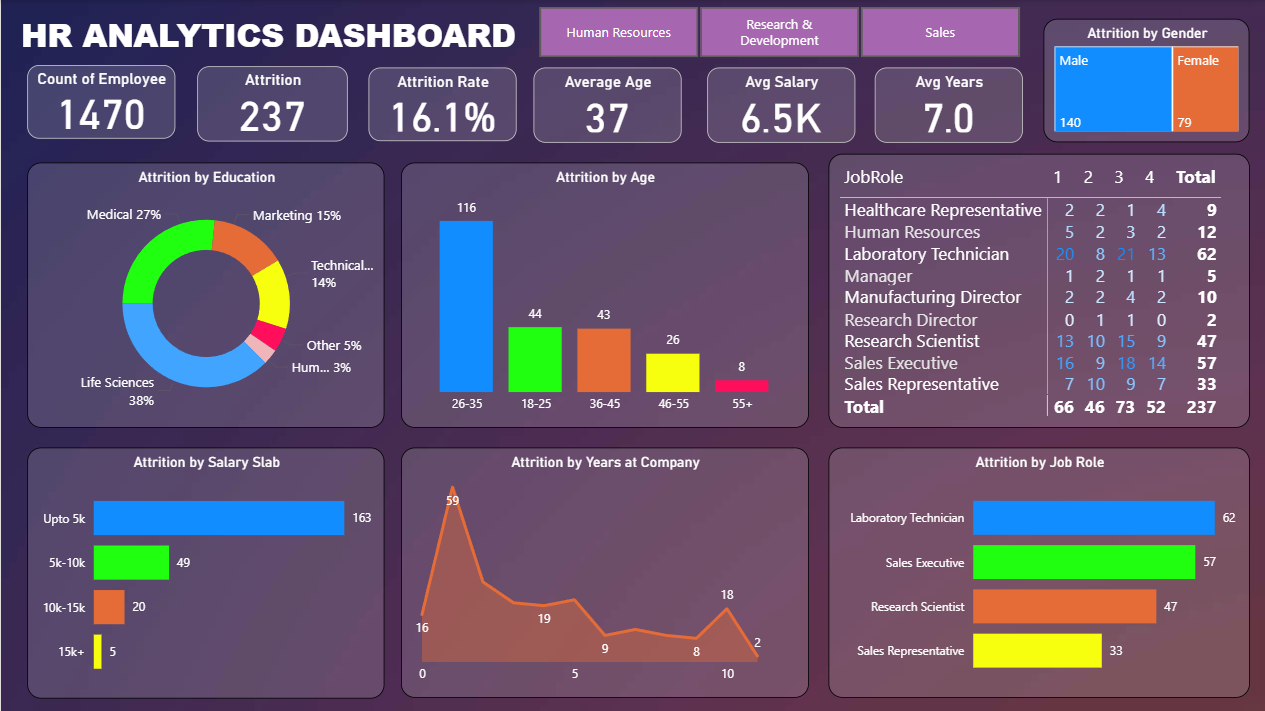 HR ANALYTICS DASHBOARD
Human Resources
Research &
Development
Sales
Count of Employee
1470
Attrition
237
Attrition Rate
16.1%
Average Age
37
Avg Salary
6.5K
Avg Years
7.0
Attrition by Gender
Male
140
Female
79
Attrition by Education
Medical 27%
Marketing 15%
Technical...
14%
Other 5%
Hum... 3%
Life Sciences
38%
Attrition by Age
116
44
43
26
8
26-35 18-25 36-45 46-55 55+
JobRole 1 2 3 4 Total
Healthcare Representative 2 2 1 4 9
Human Resources 5 2 3 2 12
Laboratory Technician 20 8 21 13 62
Manager 1 2 1 1 5
Manufacturing Director 2 2 4 2 10
Research Director 0 1 1 0 2
Research Scientist 13 10 15 9 47
Sales Executive 16 9 18 14 57
Sales Representative 7 10 9 7 33
Total 66 46 73 52 237
Attrition by Salary Slab
Upto 5k 163
5k-10k 49
10k-15k 20
15k+ 5
Attrition by Years at Company
59
16
19
9
8
18
2
0 5 10
Attrition by Job Role
Laboratory Technician 62
Sales Executive 57
Research Scientist 47
Sales Representative 33